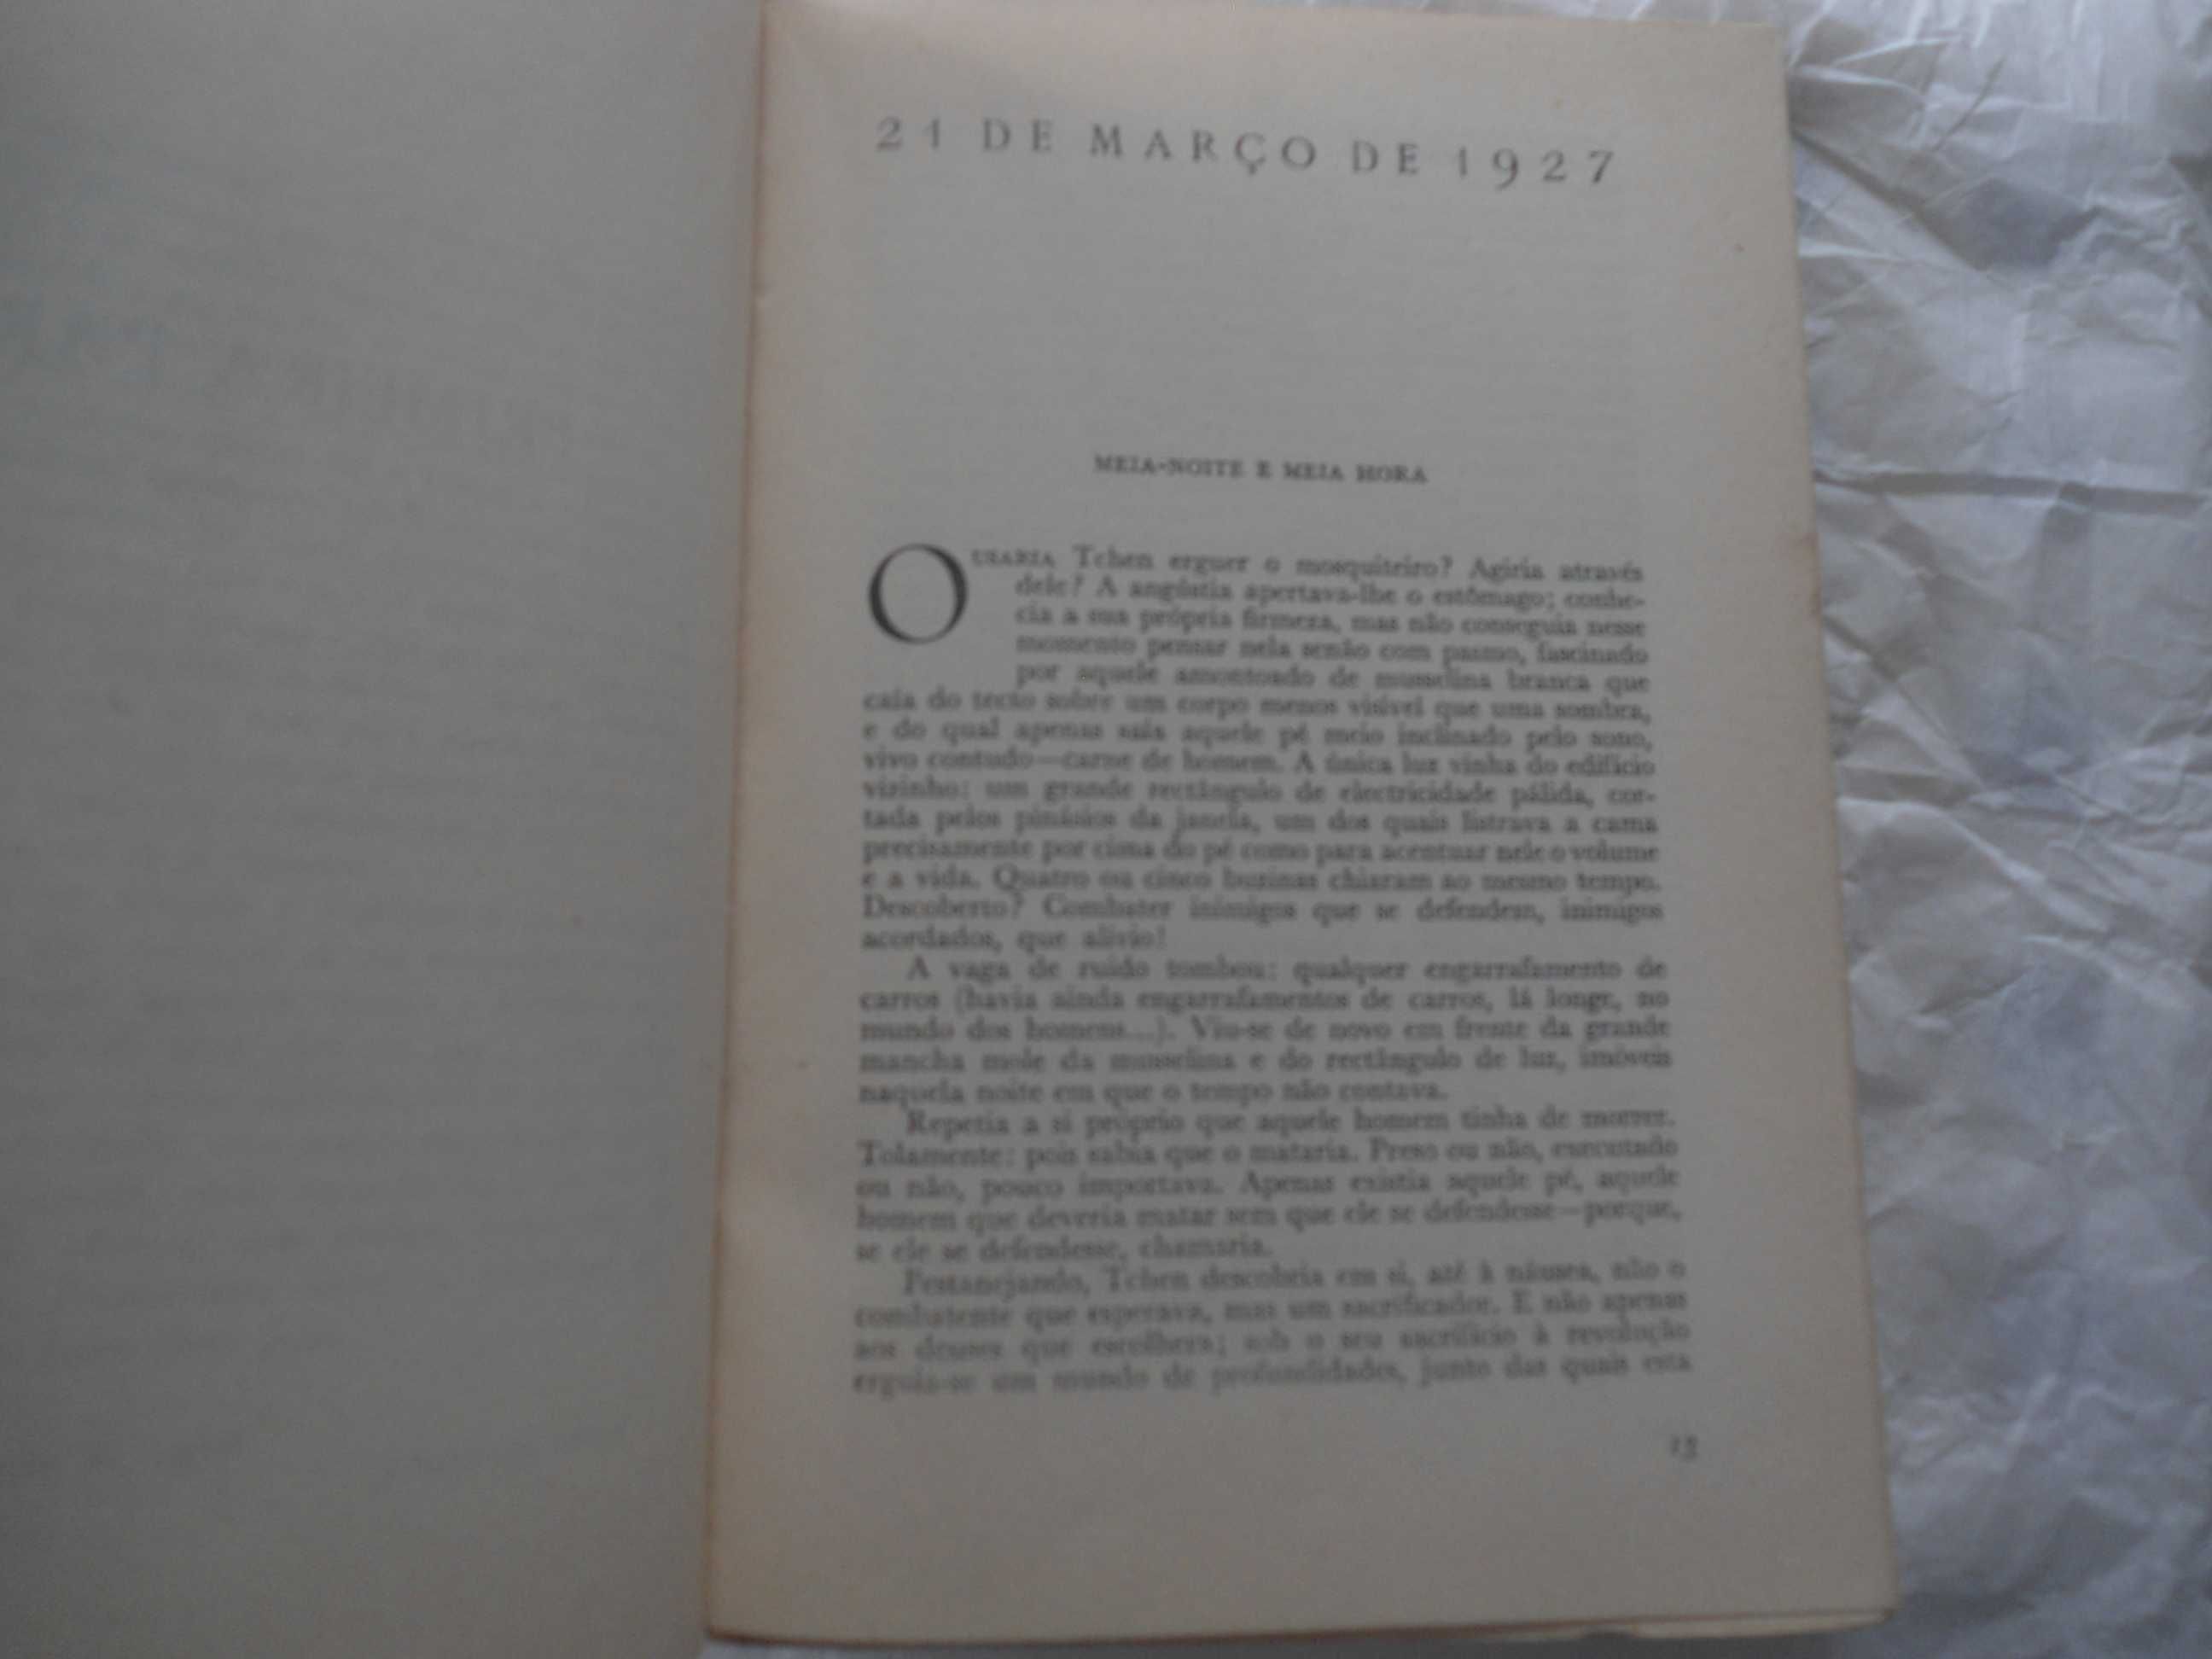 21 DE MARÇO DE 1927
MEIA-NOITE E MEIA HORA
OUSARIA Tchen erguer o mosquiteiro? Agiria através
dele? A angústia apertava-lhe o estômago; conhe-
cia a sua própria firmeza, mas não conseguia nesse
momento pensar nela senão com pasmo, fascinado
por aquele amontoado de musselina branca que
caía do tecto sobre um corpo menos visível que uma sombra,
e do qual apenas saía aquele pé meio inclinado pelo sono,
vivo contudo—carne de homem. A única luz vinha do edifício
vizinho: um grande rectângulo de electricidade pálida, cor-
tada pelos pinásios da janela, um dos quais listrava a cama
precisamente por cima do pé como para acentuar nele o volume
e a vida. Quatro ou cinco buzinas chiaram ao mesmo tempo.
Descoberto? Combater inimigos que se defendem, inimigos
acordados, que alívio!
A vaga de ruído tombou: qualquer engarrafamento de
carros (havia ainda engarrafamentos de carros, lá longe, no
mundo dos homens...). Viu-se de novo em frente da grande
mancha mole da musselina e do rectângulo de luz, imóveis
naquela noite em que o tempo não contava.
Repetia a si próprio que aquele homem tinha de morrer.
Tolamente: pois sabia que o mataria. Preso ou não, executado
ou não, pouco importava. Apenas existia aquele pé, aquele
homem que deveria matar sem que ele se defendesse—porque,
se ele se defendesse, chamaria.
Pestanejando, Tchen descobria em si, até à náusea, não o
combatente que esperava, mas um sacrificador. E não apenas
aos deuses que escolhera; sob o seu sacrifício à revolução
erguia-se um mundo de profundidades, junto das quais esta
13